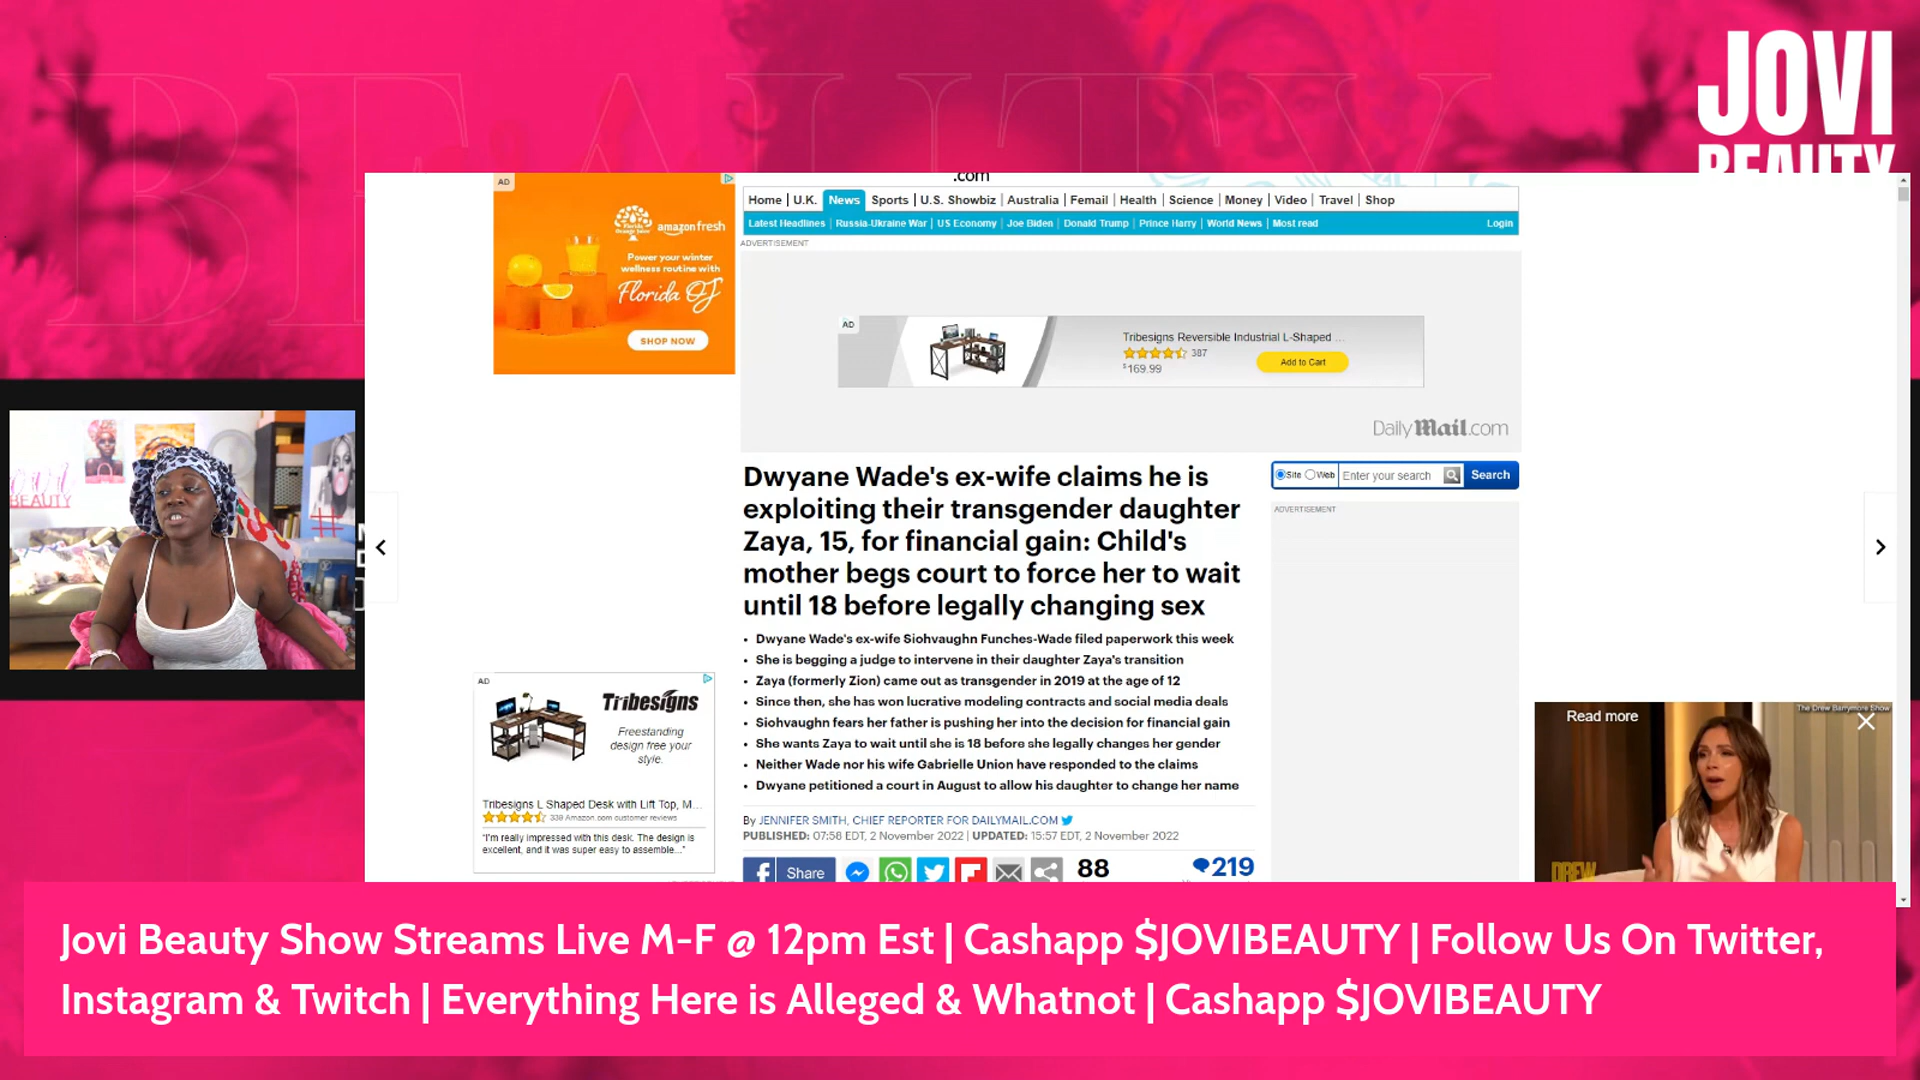 BEAUTY
JOVI
BEAUTY
.com
Home | U.K. News Sports | U.S. Showbiz | Australia | Femail | Health | Science | Money | Video | Travel | Shop
Latest Headlines | Russia-Ukraine War | US Economy | Joe Biden | Donald Trump | Prince Harry | World News | Most read
Login
ADVERTISEMENT
AD
amazon fresh
Power your winter
wellness routine with
Florida OJ
SHOP NOW
AD
Tribesigns Reversible Industrial L-Shaped ...
387
$169.99
Add to Cart
DailyMail.com
Dwyane Wade's ex-wife claims he is
exploiting their transgender daughter
Zaya, 15, for financial gain: Child's
mother begs court to force her to wait
until 18 before legally changing sex
• Dwyane Wade's ex-wife Siohvaughn Funches-Wade filed paperwork this week
• She is begging a judge to intervene in their daughter Zaya's transition
• Zaya (formerly Zion) came out as transgender in 2019 at the age of 12
• Since then, she has won lucrative modeling contracts and social media deals
• Siohvaughn fears her father is pushing her into the decision for financial gain
• She wants Zaya to wait until she is 18 before she legally changes her gender
• Neither Wade nor his wife Gabrielle Union have responded to the claims
• Dwyane petitioned a court in August to allow his daughter to change her name
By JENNIFER SMITH, CHIEF REPORTER FOR DAILYMAIL.COM
PUBLISHED: 07:58 EDT, 2 November 2022 | UPDATED: 15:57 EDT, 2 November 2022
Share
88
219
Site Web Enter your search Search
ADVERTISEMENT
BEAUTY
AD
Tribesigns
Freestanding
design free your
style.
Tribesigns L Shaped Desk with Lift Top, M...
339 Amazon.com customer reviews
"I'm really impressed with this desk. The design is
excellent, and it was super easy to assemble..."
Read more
The Drew Barrymore Show
DREW
Jovi Beauty Show Streams Live M-F @ 12pm Est | Cashapp $JOVIBEAUTY | Follow Us On Twitter,
Instagram & Twitch | Everything Here is Alleged & Whatnot | Cashapp $JOVIBEAUTY